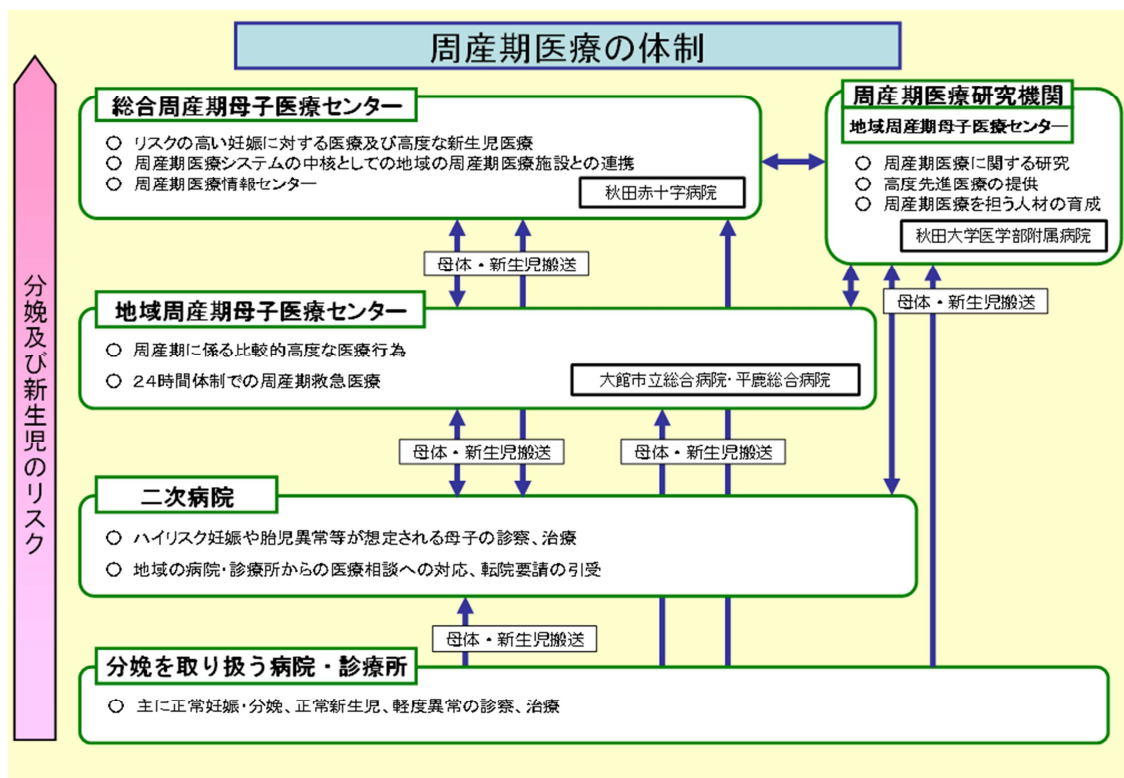 周産期医療の体制
分娩及び新生児のリスク
総合周産期母子医療センター
○ リスクの高い妊娠に対する医療及び高度な新生児医療
○ 周産期医療システムの中核としての地域の周産期医療施設との連携
○ 周産期医療情報センター
秋田赤十字病院
周産期医療研究機関
地域周産期母子医療センター
○ 周産期医療に関する研究
○ 高度先進医療の提供
○ 周産期医療を担う人材の育成
秋田大学医学部附属病院
母体・新生児搬送
母体・新生児搬送
地域周産期母子医療センター
○ 周産期に係る比較的高度な医療行為
○ 24時間体制での周産期救急医療
大館市立総合病院・平鹿総合病院
母体・新生児搬送
母体・新生児搬送
二次病院
○ ハイリスク妊娠や胎児異常等が想定される母子の診察、治療
○ 地域の病院・診療所からの医療相談への対応、転院要請の引受
母体・新生児搬送
分娩を取り扱う病院・診療所
○ 主に正常妊娠・分娩、正常新生児、軽度異常の診察、治療